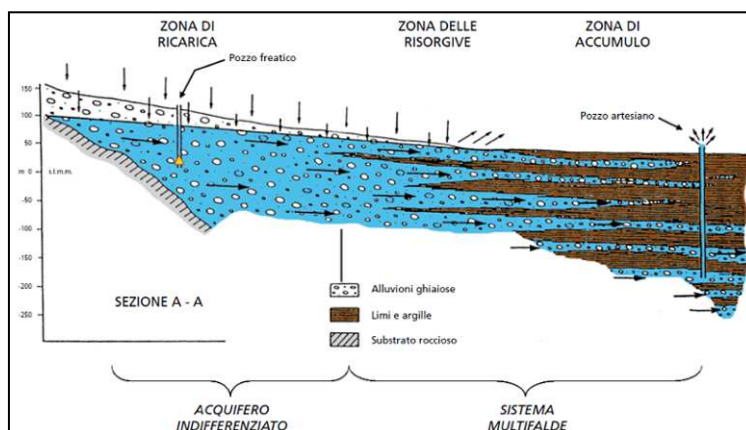 ZONA DI
RICARICA
ZONA DELLE
RISORGIVE
ZONA DI
ACCUMULO
Pozzo freatico
Pozzo artesiano
150
100
50
m 0 s.l.m.m.
-50
-100
-150
-200
-250
SEZIONE A - A
Alluvioni ghiaiose
Limi e argille
Substrato roccioso
ACQUIFERO
INDIFFERENZIATO
SISTEMA
MULTIFALDE